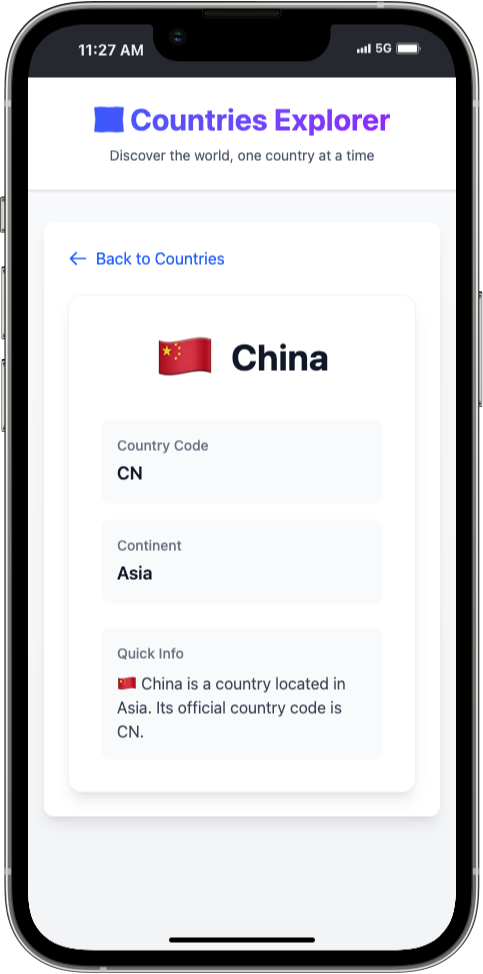 11:27 AM
5G
Countries Explorer
Discover the world, one country at a time
← Back to Countries
🇨🇳 China
Country Code
CN
Continent
Asia
Quick Info
🇨🇳 China is a country located in
Asia. Its official country code is
CN.